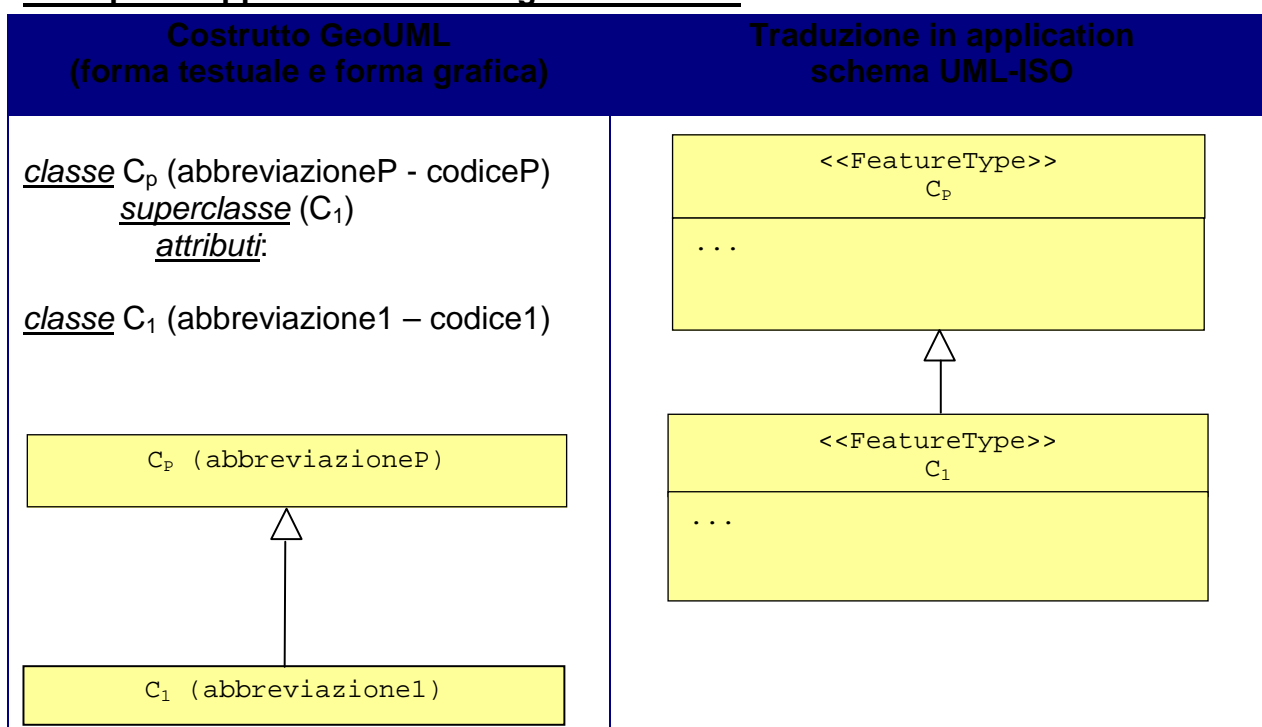 Costrutto GeoUML
(forma testuale e forma grafica)
Traduzione in application
schema UML-ISO
classe Cp (abbreviazioneP - codiceP)
superclasse (C1)
attributi:
classe C1 (abbreviazione1 – codice1)
CP (abbreviazioneP)
C1 (abbreviazione1)
<<FeatureType>>
CP
...
<<FeatureType>>
C1
...